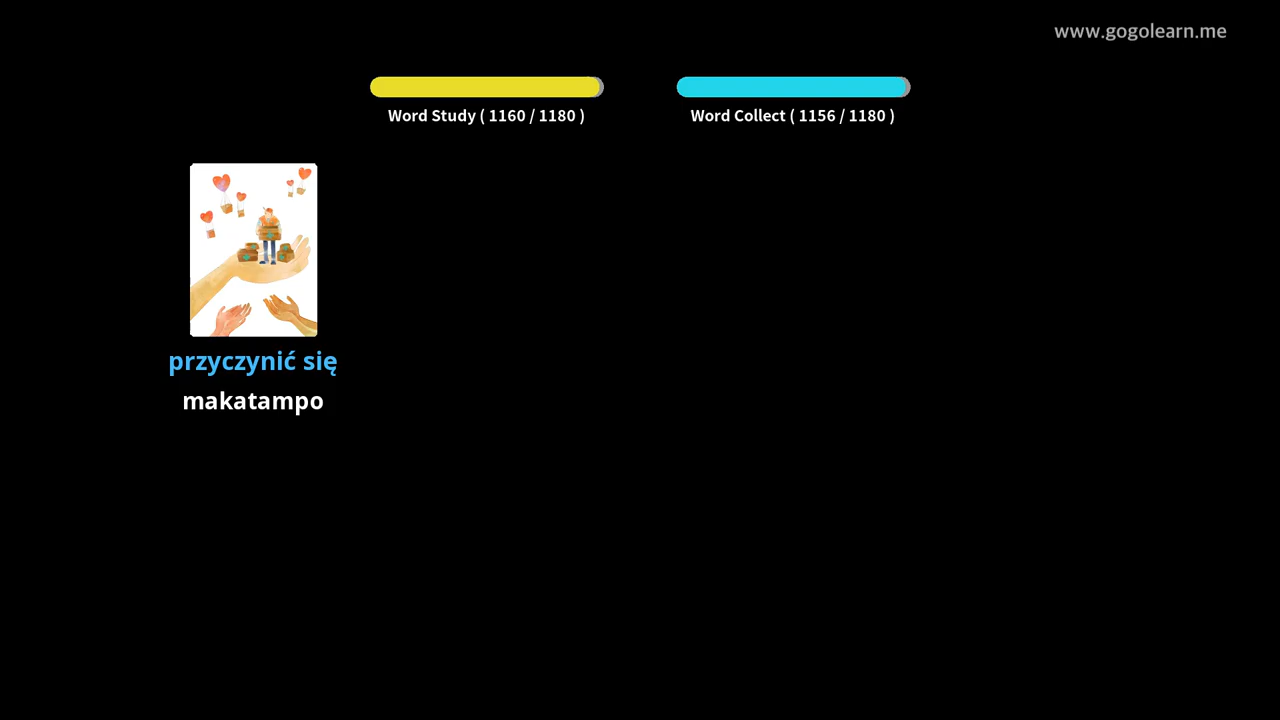 www.gogolearn.me
Word Study ( 1160 / 1180 )
Word Collect ( 1156 / 1180 )
przyczynić się
makatampo